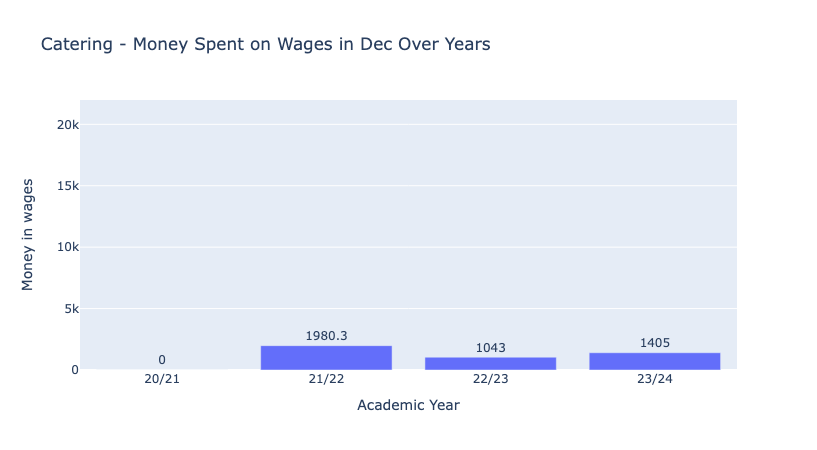 Catering - Money Spent on Wages in Dec Over Years
Money in wages
20k
15k
10k
5k
0
0
1980.3
1043
1405
20/21
21/22
22/23
23/24
Academic Year